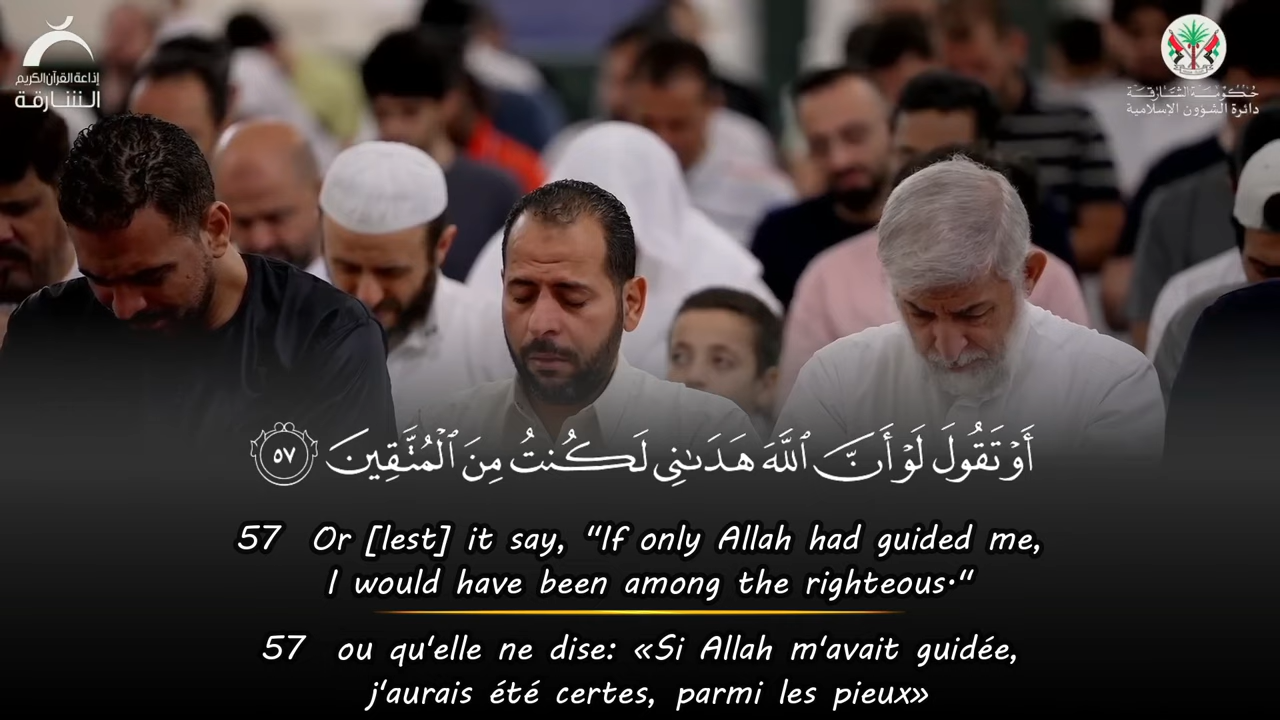 إذاعة القرآن الكريم
الشارقة
حكومة الشارقة
دائرة الشؤون الإسلامية
أَوْ تَقُولَ لَوْ أَنَّ ٱللَّهَ هَدَىٰنِى لَكُنتُ مِنَ ٱلْمُتَّقِينَ ٥٧
57 Or [lest] it say, "If only Allah had guided me,
I would have been among the righteous."
57 ou qu'elle ne dise: «Si Allah m'avait guidée,
j'aurais été certes, parmi les pieux»